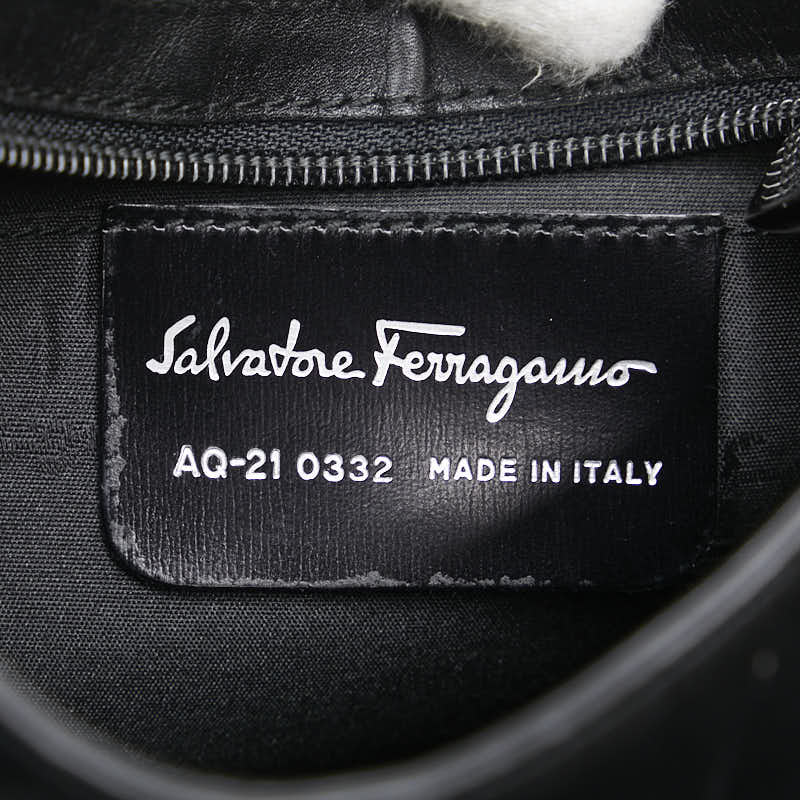 Salvatore Ferragamo
AQ-21 0332 MADE IN ITALY